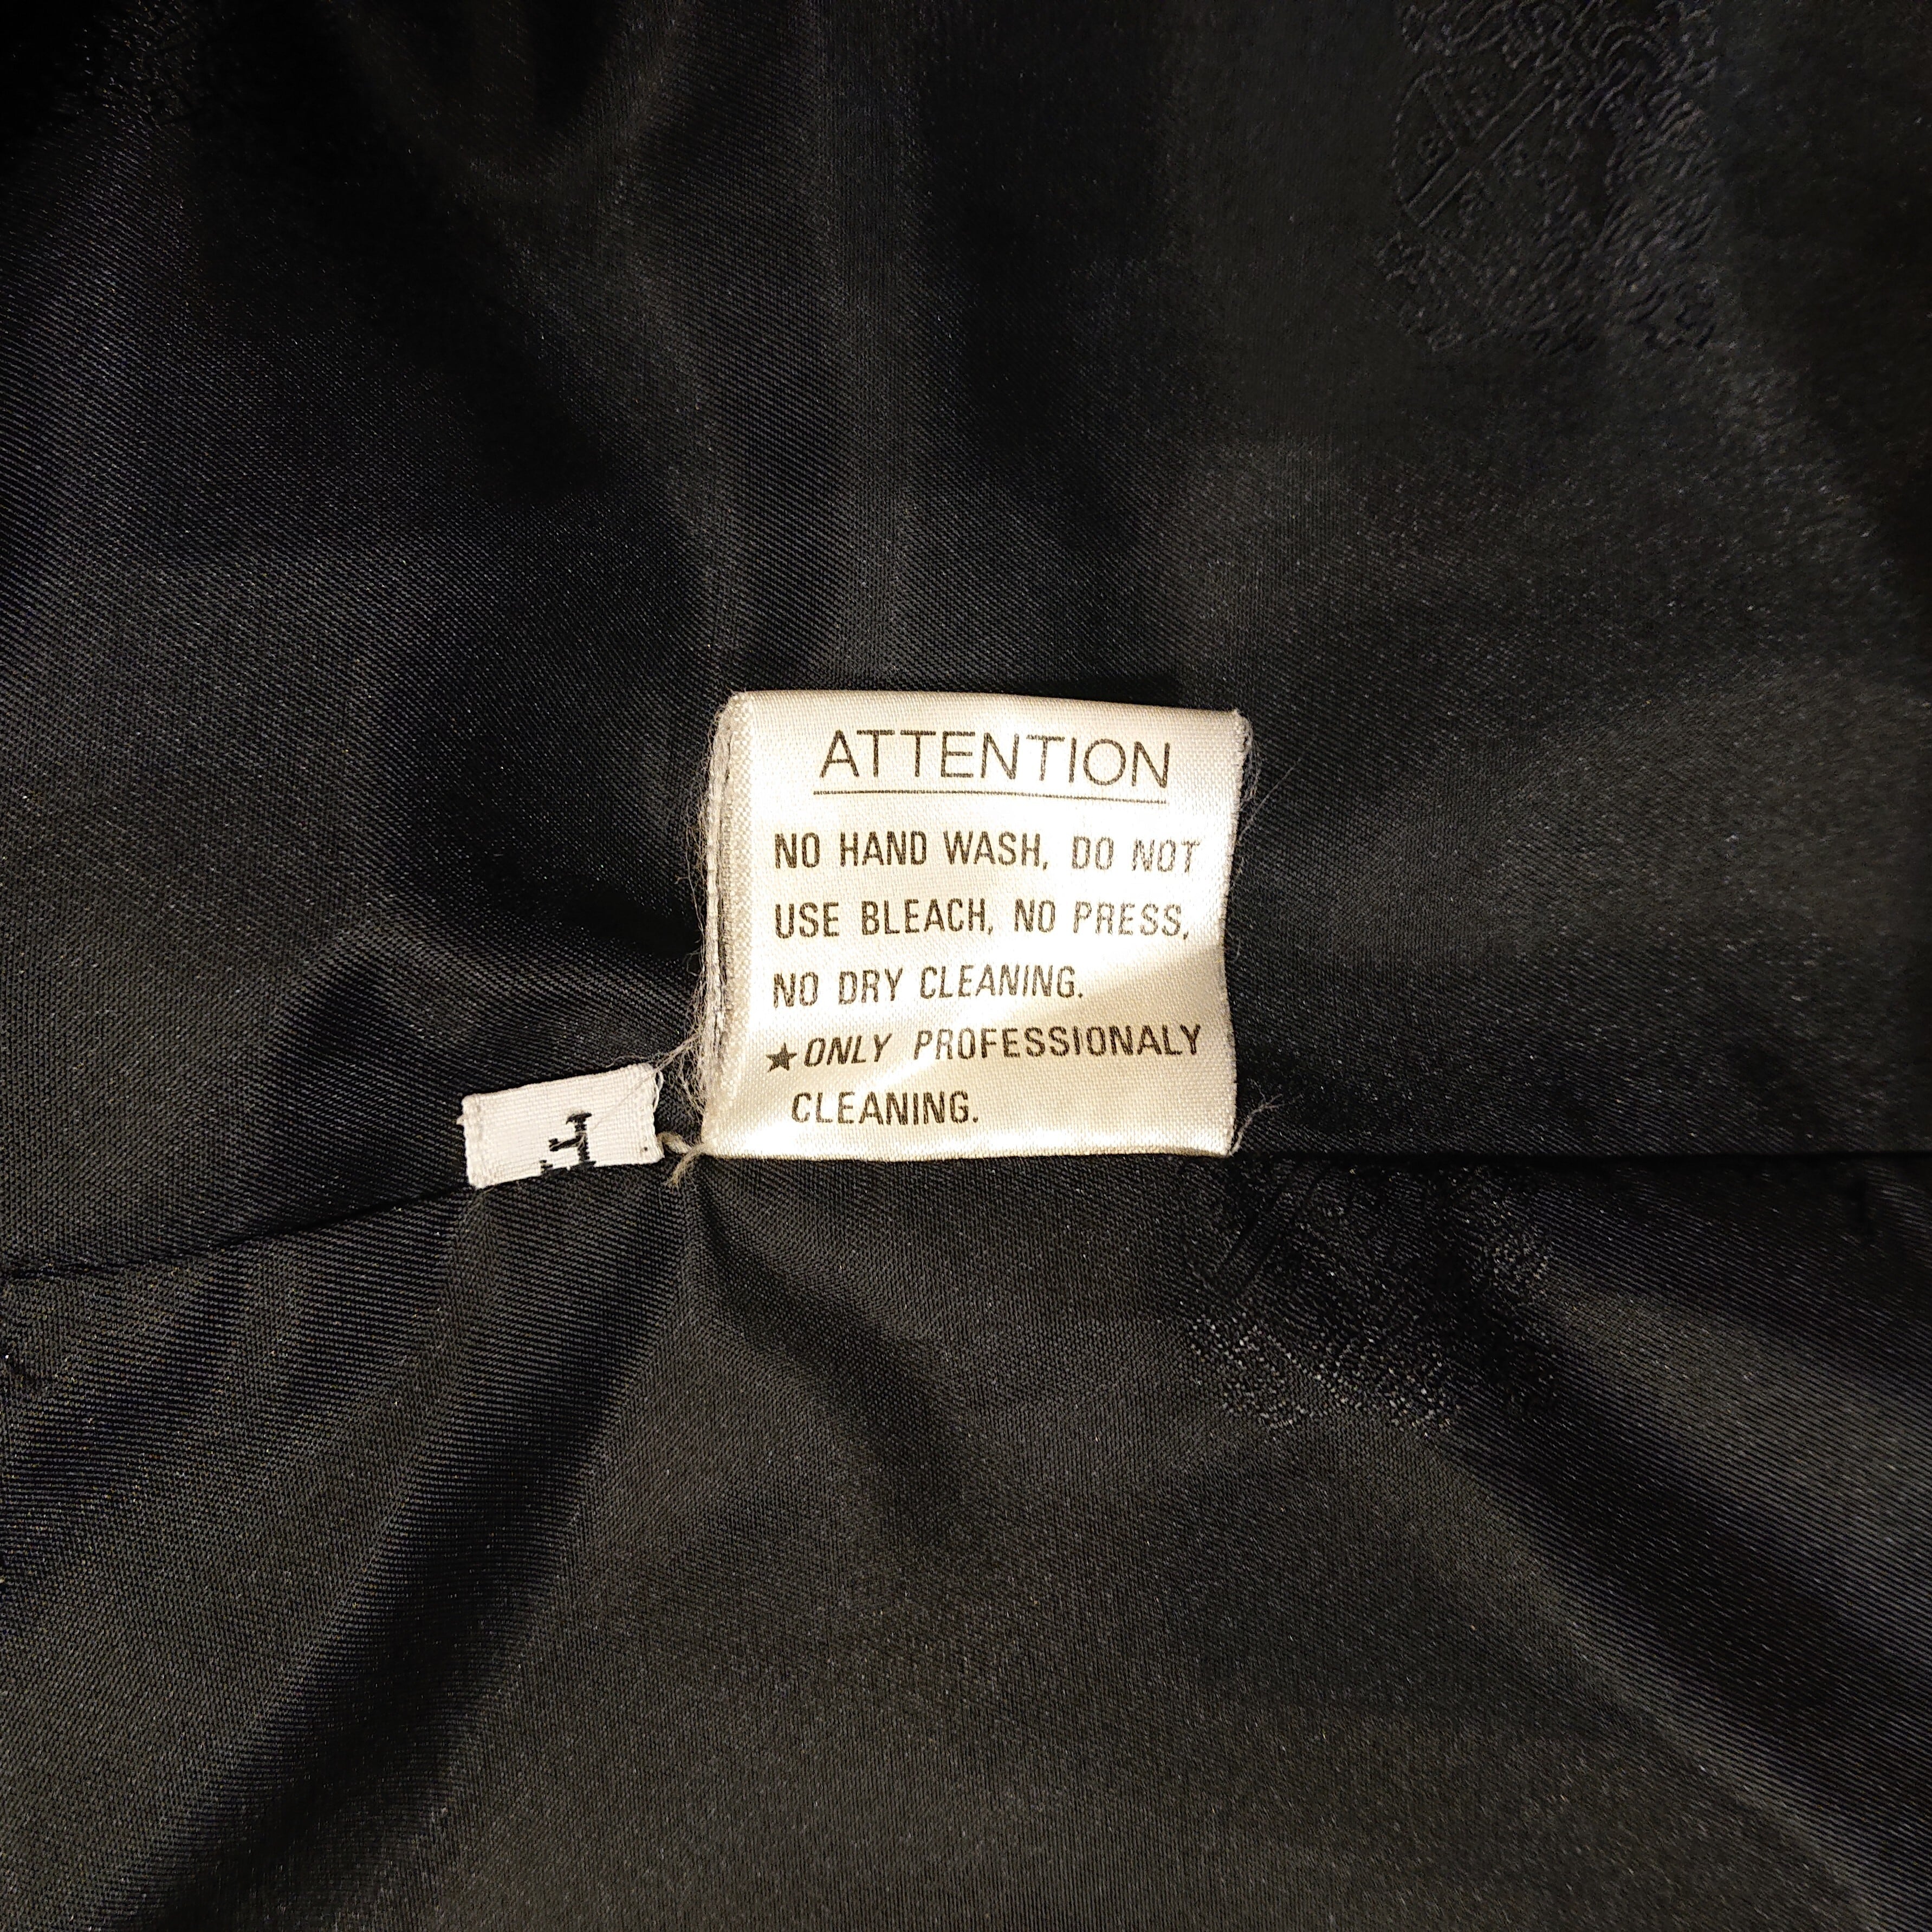 ATTENTION
NO HAND WASH, DO NOT
USE BLEACH, NO PRESS,
NO DRY CLEANING.
★ONLY PROFESSIONALY
CLEANING.